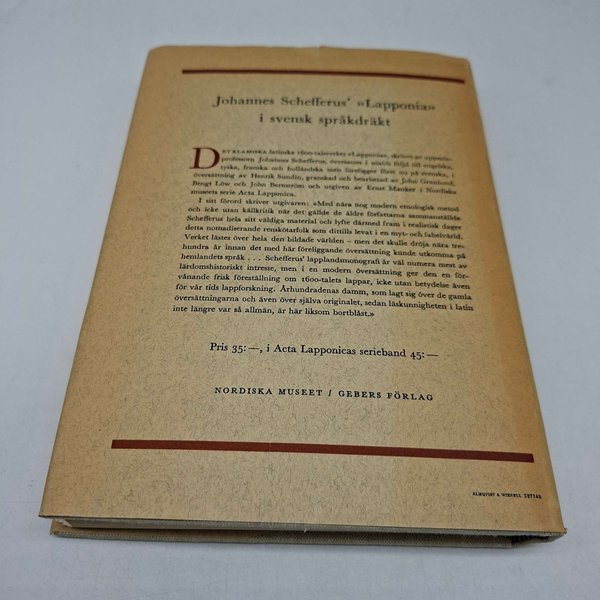 Johannes Schefferus' »Lapponia»
i svensk språkdräkt
DET KLASSISKA latinska 1600-talsverket »Lapponia», skrivet av uppsala-
professorn Johannes Schefferus, översattes i snabb följd till engelska,
tyska, franska och holländska men föreligger först nu på svenska, i
översättning av Henrik Sundin, granskad och bearbetad av John Granlund,
Bengt Löw och John Bernström och utgiven av Ernst Manker i Nordiska
museets serie Acta Lapponica.
I sitt förord skriver utgivaren: »Med nära nog modern etnologisk metod
och icke utan källkritik när det gällde de äldre författarna sammanställde
Schefferus hela sitt väldiga material och lyfte därmed fram i realistisk dager
detta nomadiserande renskötarfolk som dittills levat i en myt- och fabelvärld.
Verket lästes över hela den bildade världen – men det skulle dröja nära tre-
hundra år innan det med här föreliggande översättning kunde utkomma på
hemlandets språk . . . Schefferus' lapplandsmonografi är väl numera mest av
lärdomshistoriskt intresse, men i en modern översättning ger den en för-
vånande frisk föreställning om 1600-talets lappar, icke utan betydelse även
för vår tids lappforskning. Århundradenas damm, som lagt sig över de gamla
översättningarna och även över själva originalet, sedan läskunnigheten i latin
inte längre var så allmän, är här liksom bortblåst.»
Pris 35:—, i Acta Lapponicas serieband 45:—
NORDISKA MUSEET / GEBERS FÖRLAG
ALMQVIST & WIKSELL 527146